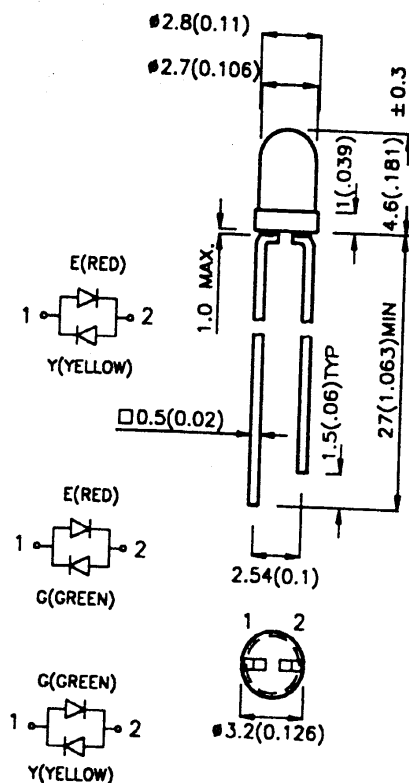 ø2.8(0.11)
ø2.7(0.106)
±0.3
1(.039)
4.6(.181)
1.0 MAX.
E(RED)
1 2
Y(YELLOW)
27(1.063)MIN
1.5(.06)TYP
□0.5(0.02)
E(RED)
1 2
G(GREEN)
2.54(0.1)
1 2
ø3.2(0.126)
G(GREEN)
1 2
Y(YELLOW)